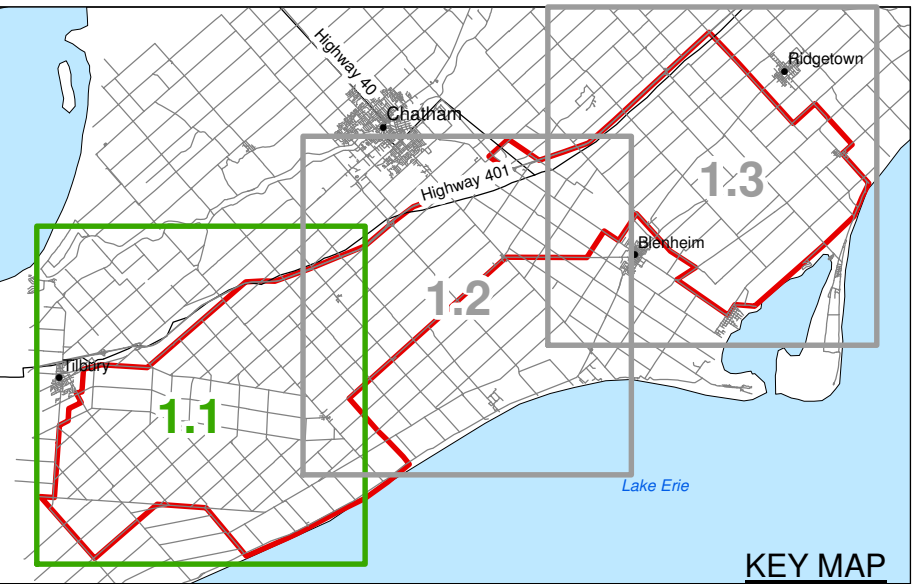 Highway 40
Ridgetown
Chatham
Highway 401
1.3
Blenheim
1.2
Tilbury
1.1
Lake Erie
KEY MAP